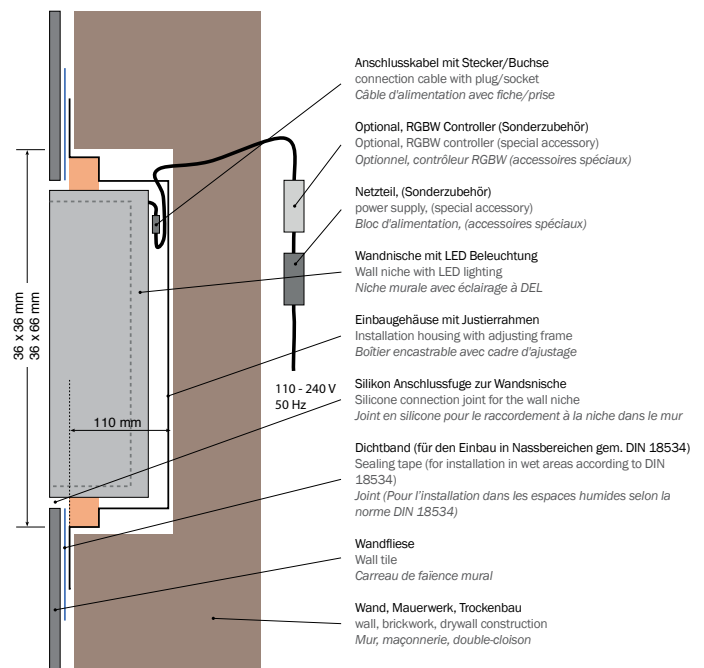 Anschlusskabel mit Stecker/Buchse
connection cable with plug/socket
Câble d'alimentation avec fiche/prise
Optional, RGBW Controller (Sonderzubehör)
Optional, RGBW controller (special accessory)
Optionnel, contrôleur RGBW (accessoires spéciaux)
Netzteil, (Sonderzubehör)
power supply, (special accessory)
Bloc d'alimentation, (accessoires spéciaux)
Wandnische mit LED Beleuchtung
Wall niche with LED lighting
Niche murale avec éclairage à DEL
36 x 36 mm
36 x 66 mm
Einbaugehäuse mit Justierrahmen
Installation housing with adjusting frame
Boîtier encastrable avec cadre d'ajustage
110 - 240 V
50 Hz
110 mm
Silikon Anschlussfuge zur Wandsnische
Silicone connection joint for the wall niche
Joint en silicone pour le raccordement à la niche dans le mur
Dichtband (für den Einbau in Nassbereichen gem. DIN 18534)
Sealing tape (for installation in wet areas according to DIN
18534)
Joint (Pour l'installation dans les espaces humides selon la
norme DIN 18534)
Wandfliese
Wall tile
Carreau de faïence mural
Wand, Mauerwerk, Trockenbau
wall, brickwork, drywall construction
Mur, maçonnerie, double-cloison